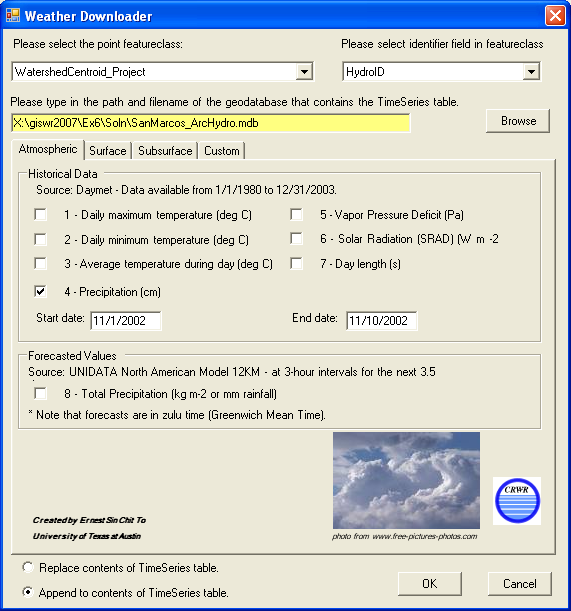 Weather Downloader
Please select the point featureclass:
Please select identifier field in featureclass
WatershedCentroid_Project
HydroID
Please type in the path and filename of the geodatabase that contains the TimeSeries table.
X:\giswr2007\Ex6\Soln\SanMarcos_ArcHydro.mdb
Browse
Atmospheric Surface Subsurface Custom
Historical Data
Source: Daymet - Data available from 1/1/1980 to 12/31/2003.
1 - Daily maximum temperature (deg C)
5 - Vapor Pressure Deficit (Pa)
2 - Daily minimum temperature (deg C)
6 - Solar Radiation (SRAD) (W m -2
3 - Average temperature during day (deg C)
7 - Day length (s)
4 - Precipitation (cm)
Start date: 11/1/2002
End date: 11/10/2002
Forecasted Values
Source: UNIDATA North American Model 12KM - at 3-hour intervals for the next 3.5
8 - Total Precipitation (kg m-2 or mm rainfall)
* Note that forecasts are in zulu time (Greenwich Mean Time).
CRWR
Created by Ernest Sin Chit To
University of Texas at Austin
photo from www.free-pictures-photos.com
Replace contents of TimeSeries table.
Append to contents of TimeSeries table.
OK
Cancel